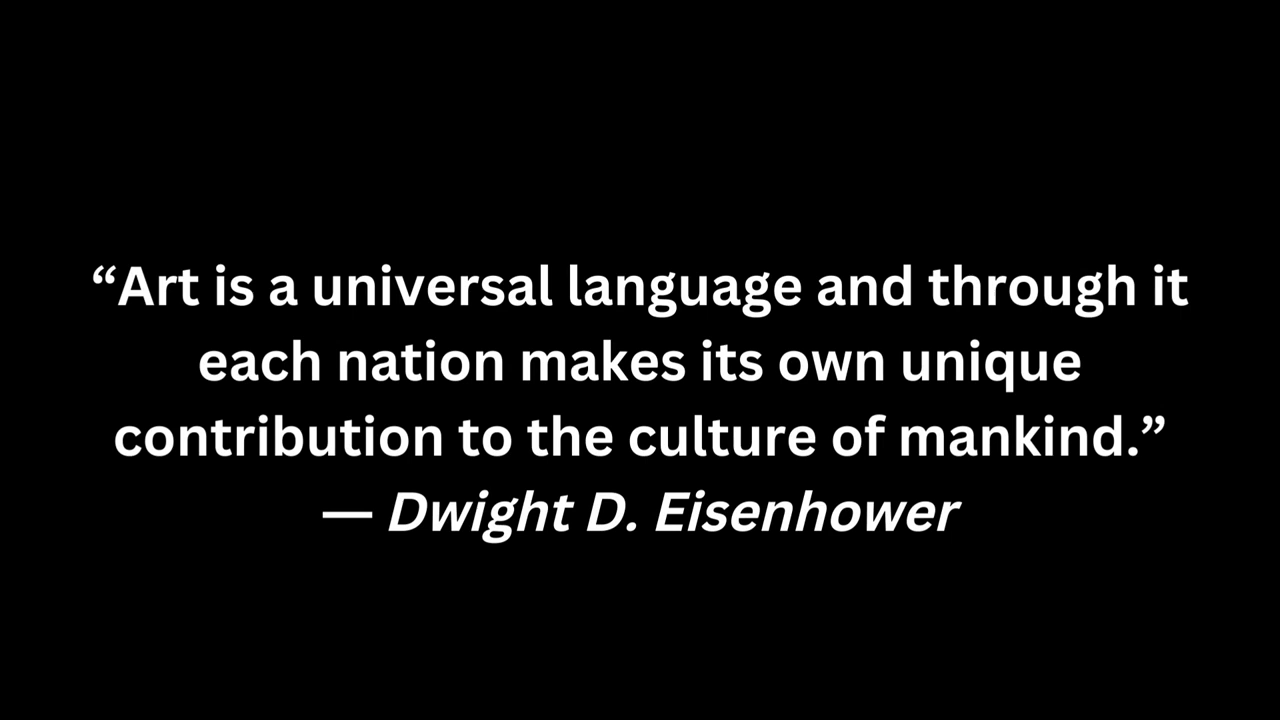 “Art is a universal language and through it
each nation makes its own unique
contribution to the culture of mankind.”
— Dwight D. Eisenhower